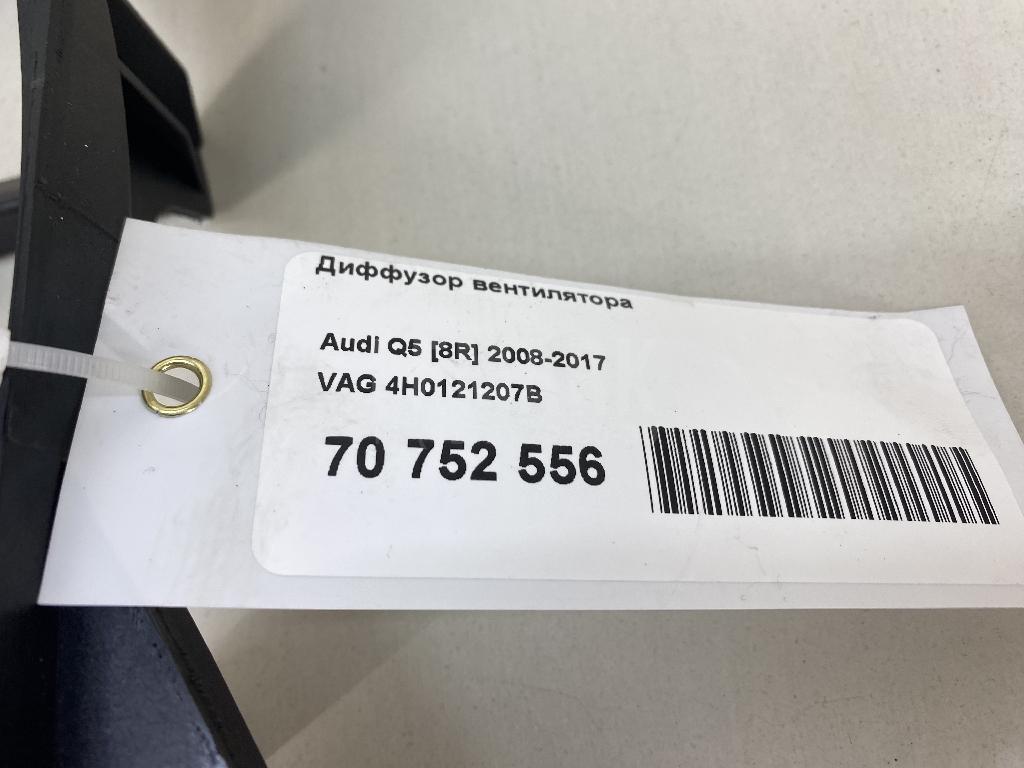 Диффузор вентилятора
Audi Q5 [8R] 2008-2017
VAG 4H0121207B
70 752 556